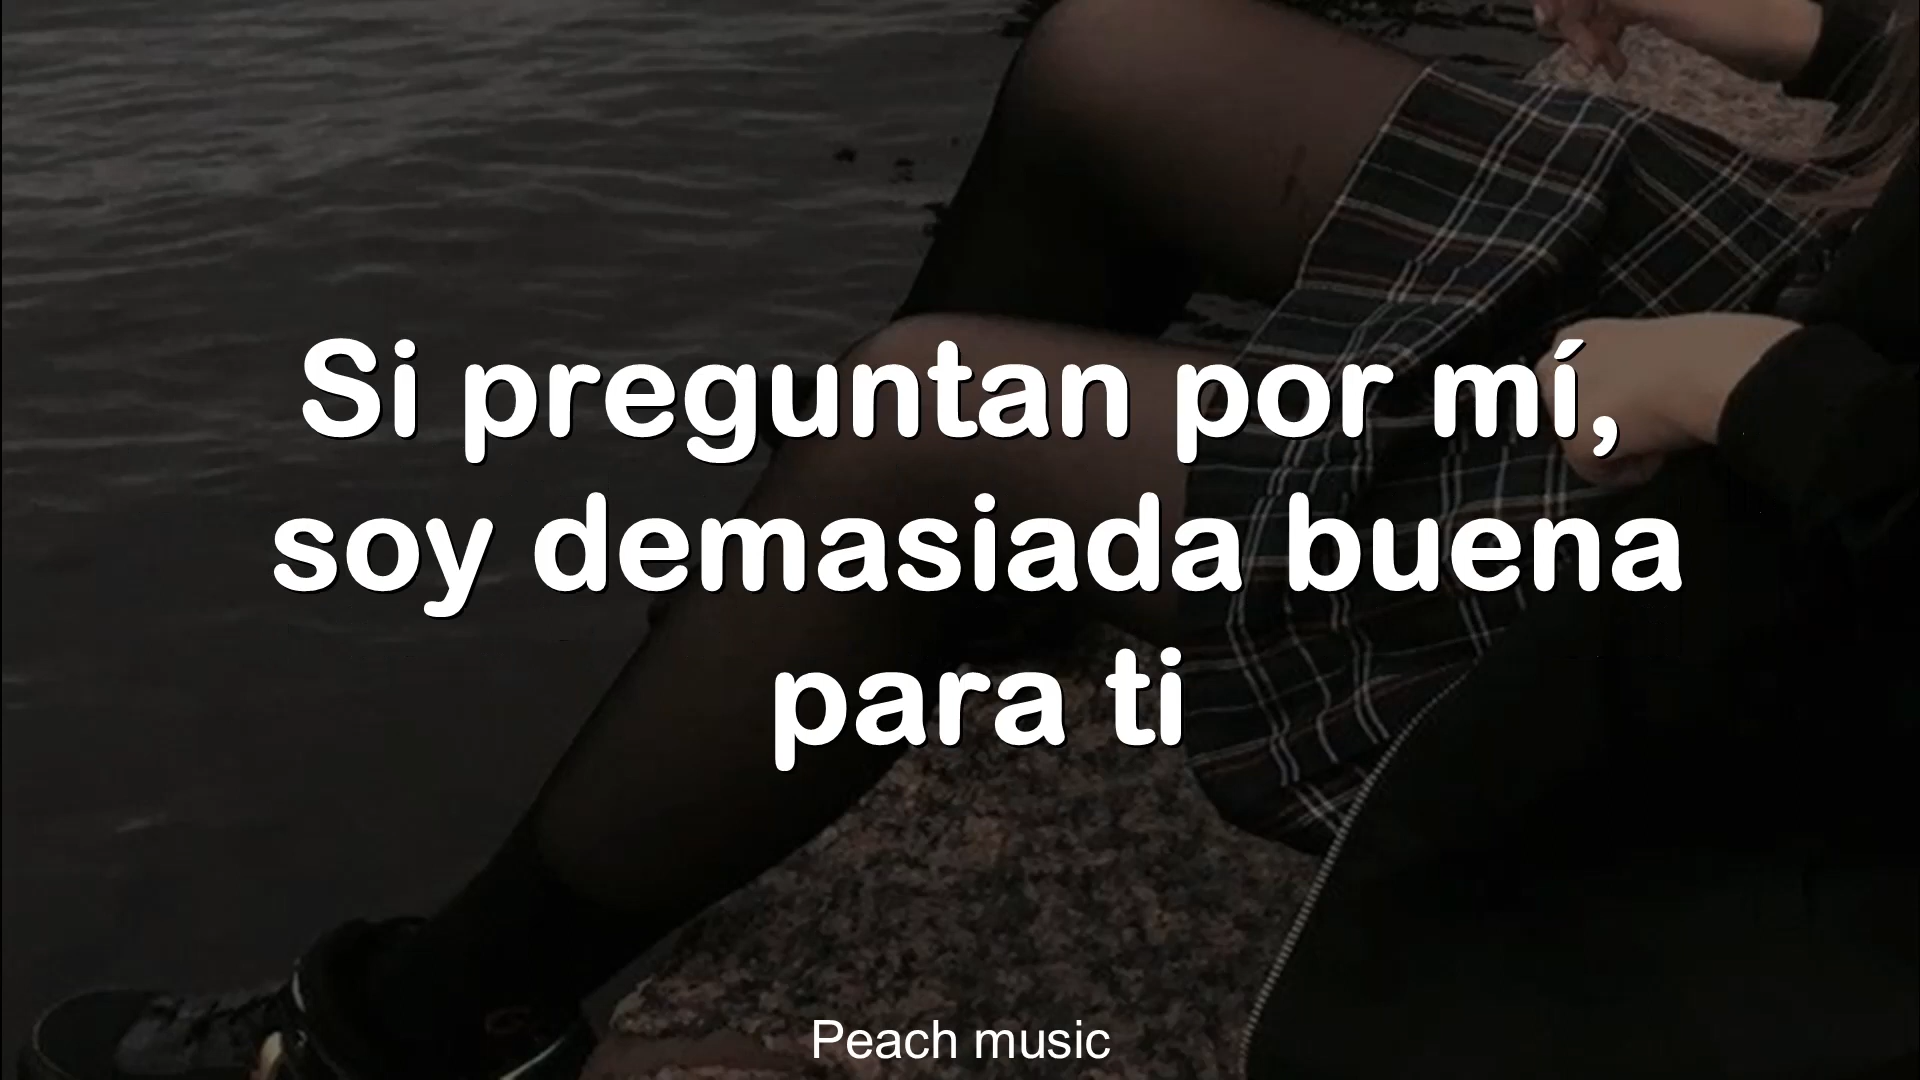 Si preguntan por mí,
soy demasiada buena
para ti
Peach music